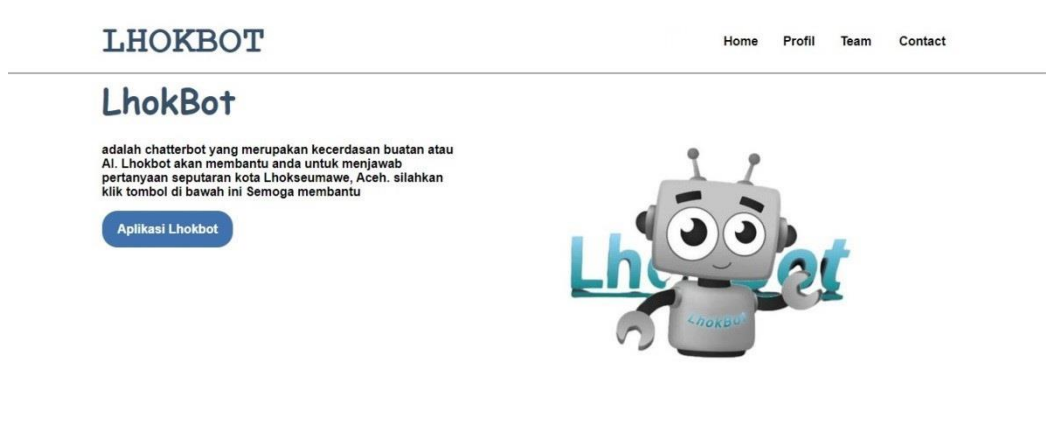 LHOKBOT
Home Profil Team Contact
LhokBot
adalah chatterbot yang merupakan kecerdasan buatan atau
AI. Lhokbot akan membantu anda untuk menjawab
pertanyaan seputaran kota Lhokseumawe, Aceh. silahkan
klik tombol di bawah ini Semoga membantu
Aplikasi Lhokbot
LhokBot